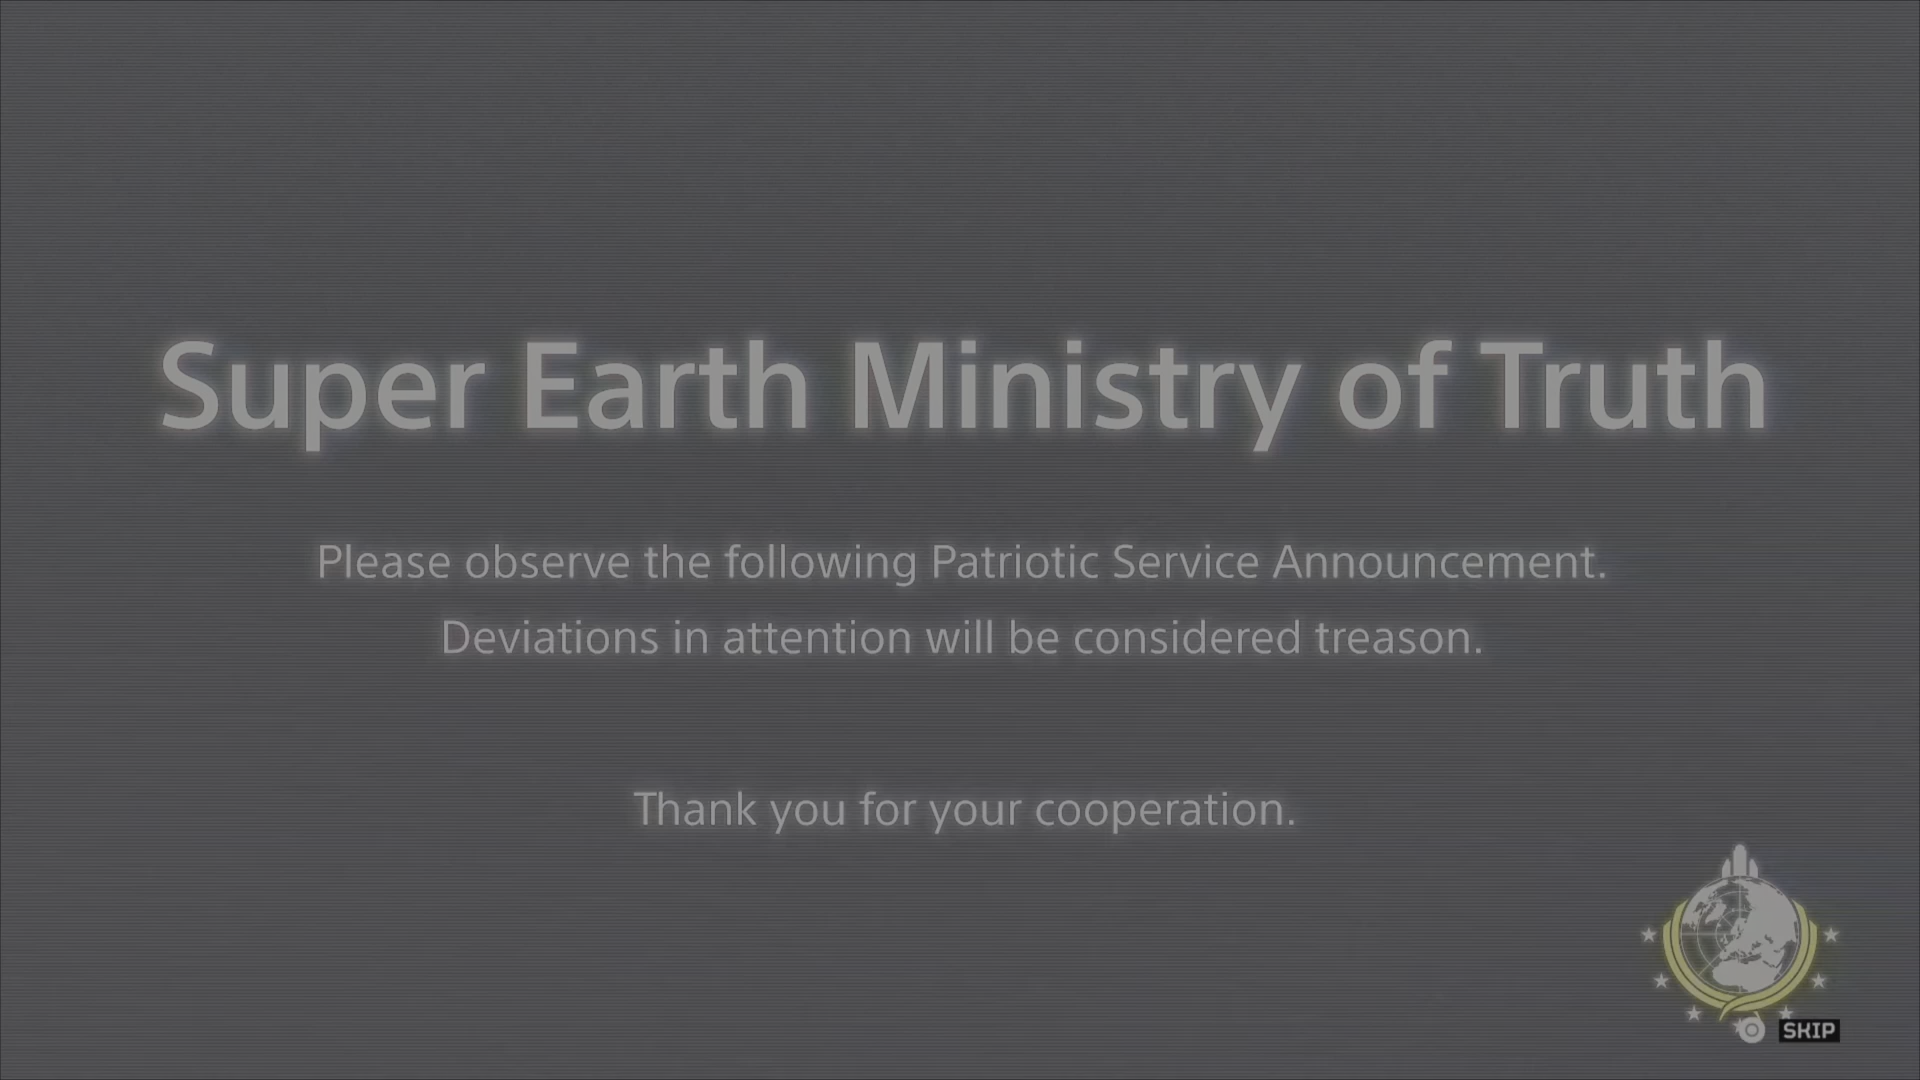 Super Earth Ministry of Truth
Please observe the following Patriotic Service Announcement.
Deviations in attention will be considered treason.
Thank you for your cooperation.
SKIP